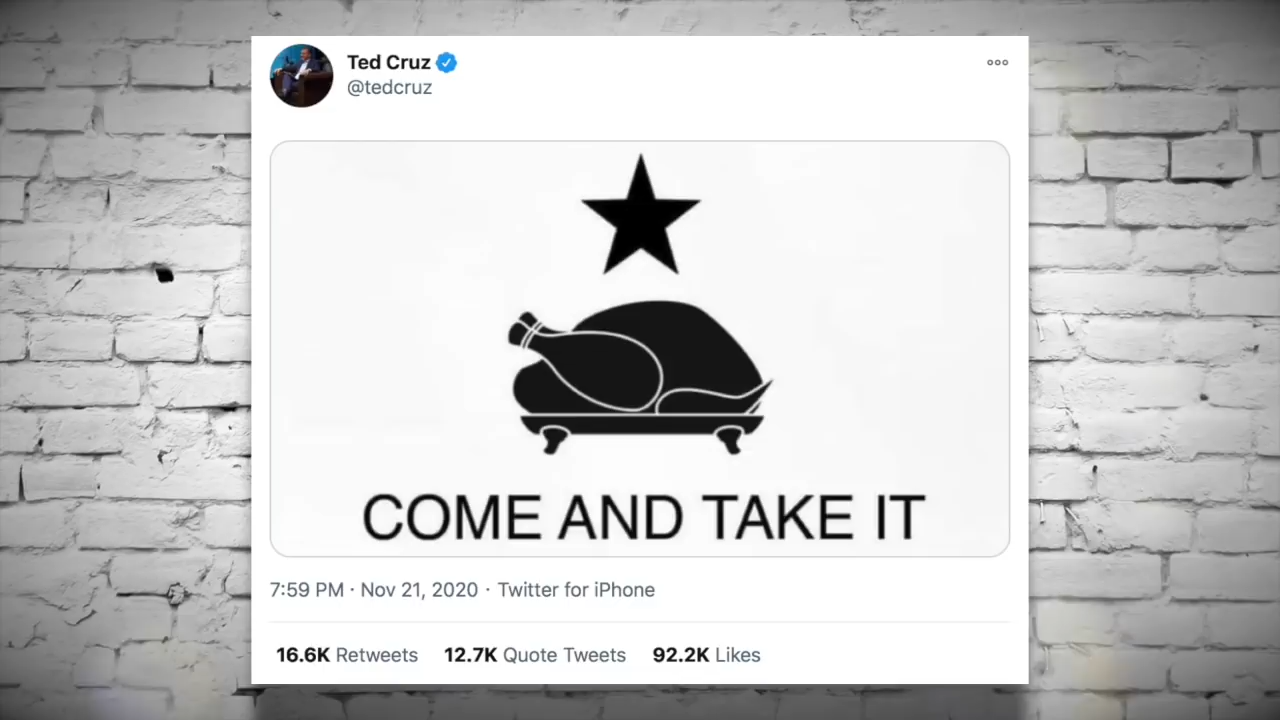 Ted Cruz
@tedcruz
COME AND TAKE IT
7:59 PM · Nov 21, 2020 · Twitter for iPhone
16.6K Retweets 12.7K Quote Tweets 92.2K Likes